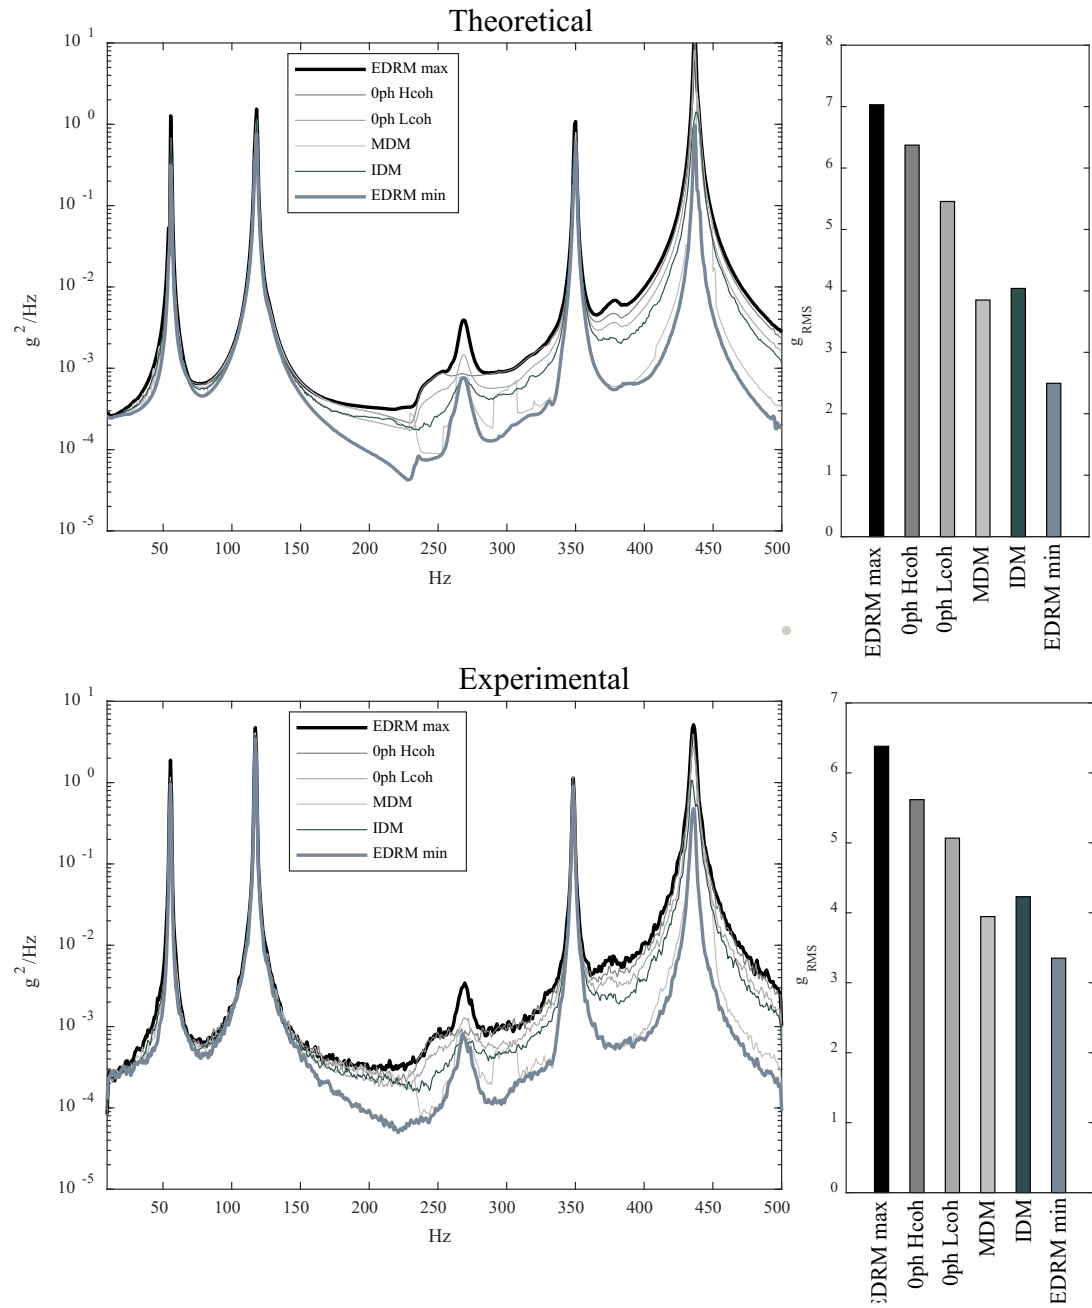 Theoretical
10 1
10 0
10 -1
10 -2
10 -3
10 -4
10 -5
g 2 /Hz
EDRM max
0ph Hcoh
0ph Lcoh
MDM
IDM
EDRM min
50 100 150 200 250 300 350 400 450 500
Hz
8
7
6
5
4
3
2
1
0
g RMS
EDRM max
0ph Hcoh
0ph Lcoh
MDM
IDM
EDRM min
Experimental
10 1
10 0
10 -1
10 -2
10 -3
10 -4
10 -5
g 2 /Hz
EDRM max
0ph Hcoh
0ph Lcoh
MDM
IDM
EDRM min
50 100 150 200 250 300 350 400 450 500
Hz
7
6
5
4
3
2
1
0
g RMS
EDRM max
0ph Hcoh
0ph Lcoh
MDM
IDM
EDRM min